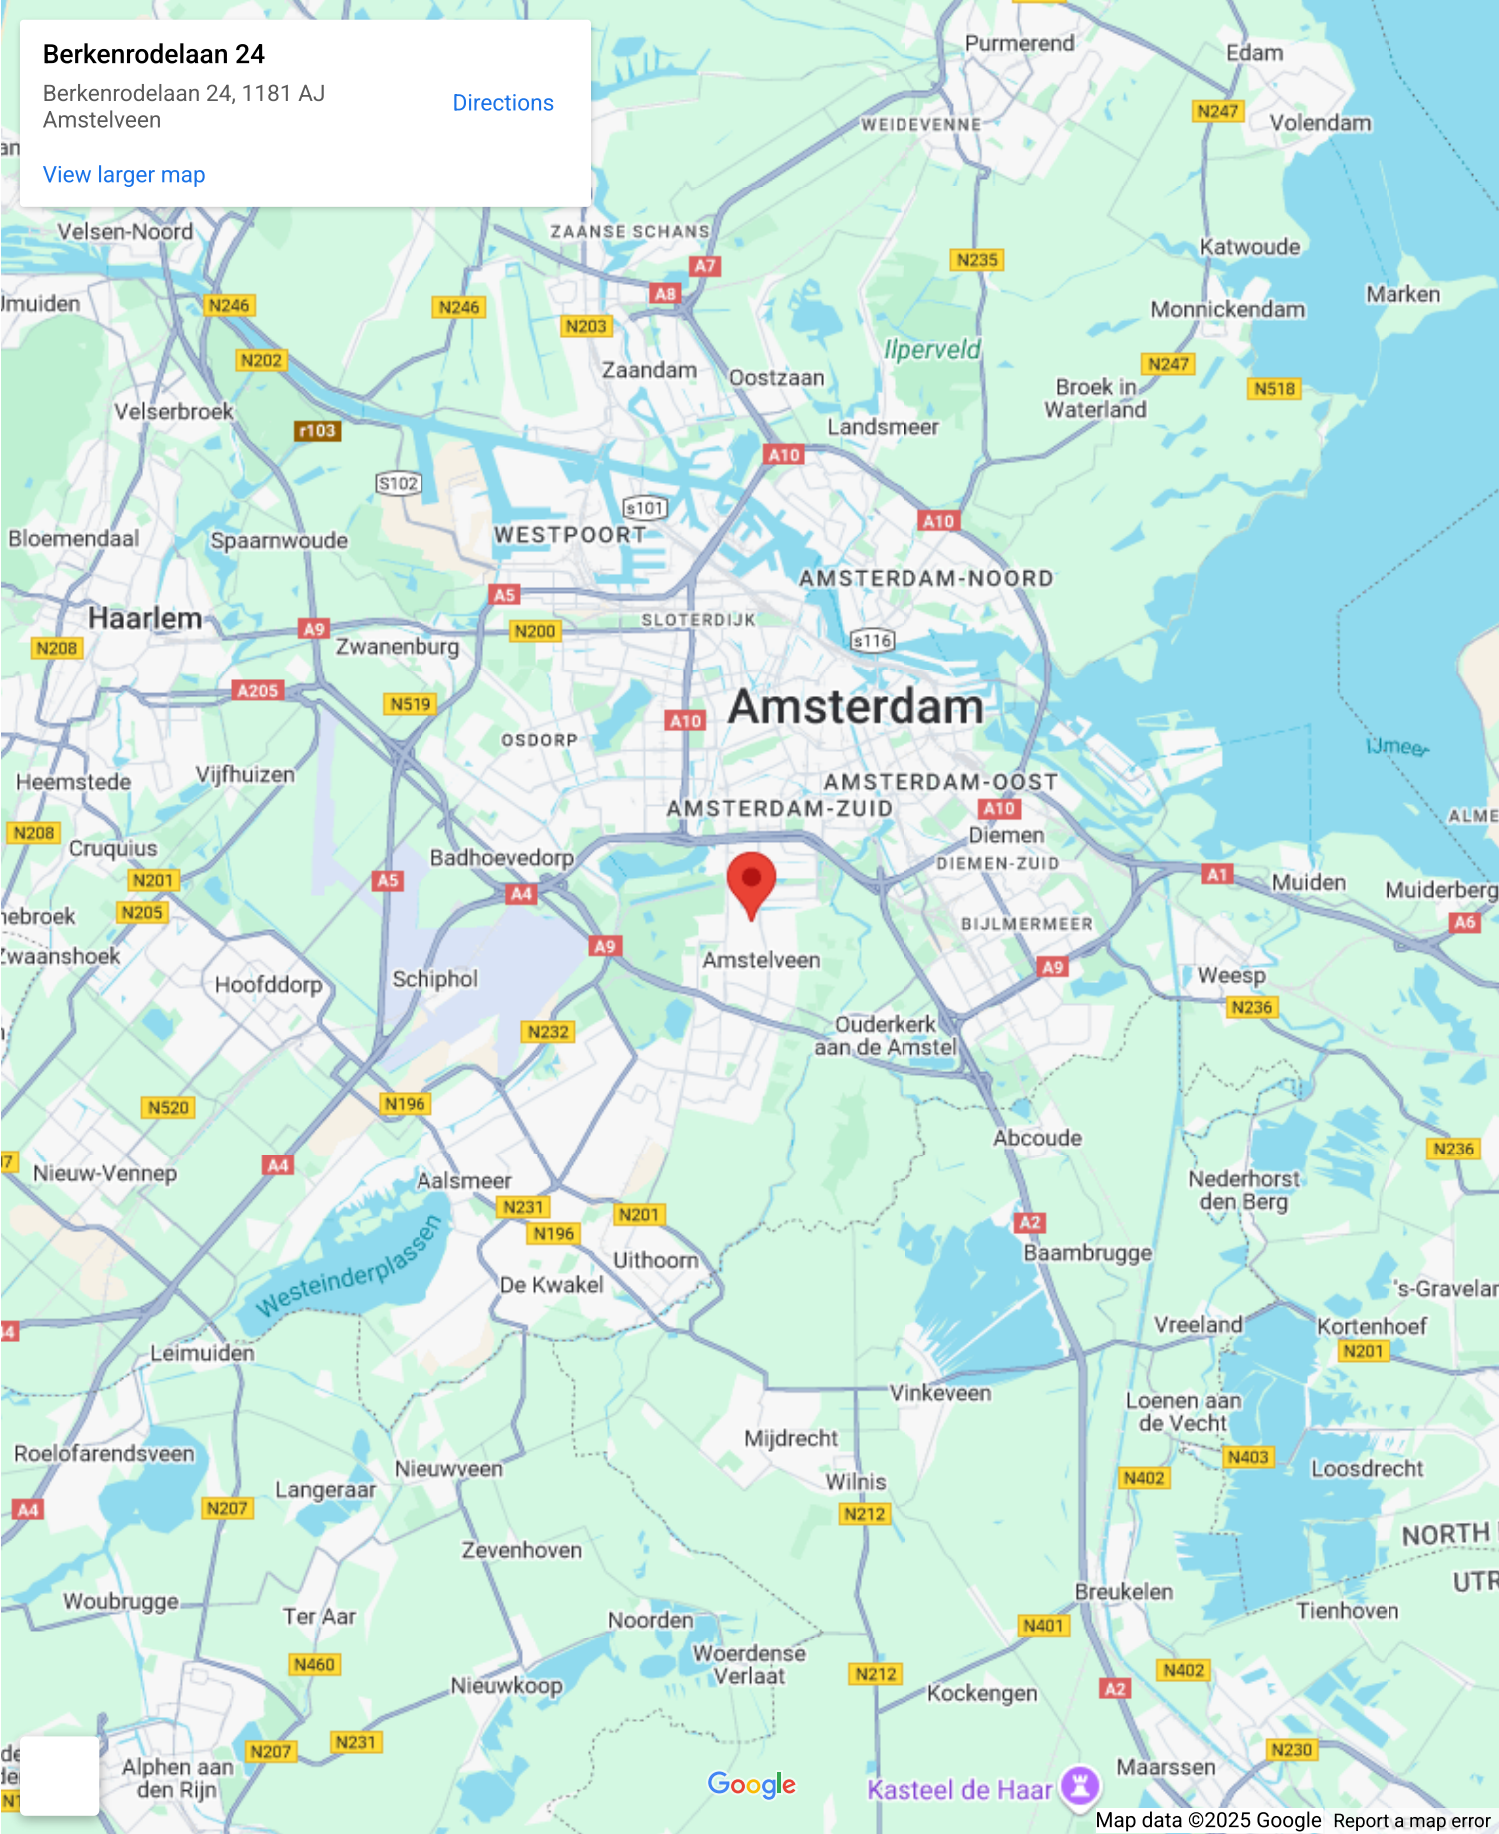 Berkenrodelaan 24
Berkenrodelaan 24, 1181 AJ
Amstelveen
Directions
View larger map
Purmerend
Edam
N247
WEIDEVENNE
Volendam
Velsen-Noord
ZAANSE SCHANS
Katwoude
N235
A7
A8
Marken
N246
N246
Monnickendam
N203
Ilperveld
N202
Zaandam
Oostzaan
N247
Broek in
Waterland
N518
Velserbroek
r103
Landsmeer
A10
S102
s101
A10
Bloemendaal
Spaarnwoude
WESTPOORT
AMSTERDAM-NOORD
A5
Haarlem
A9
N200
SLOTERDIJK
N208
Zwanenburg
s116
A205
N519
Amsterdam
A10
OSDORP
IJmeer
Heemstede
Vijfhuizen
AMSTERDAM-OOST
AMSTERDAM-ZUID
A10
N208
Diemen
Cruquius
Badhoevedorp
DIEMEN-ZUID
N201
A5
A4
A1
Muiden
Muiderberg
N205
BIJLMERMEER
A6
A9
Zwaanshoek
Amstelveen
A9
Hoofddorp
Schiphol
Weesp
N236
N232
Ouderkerk
aan de Amstel
N520
N196
Abcoude
N236
A4
Nieuw-Vennep
Aalsmeer
Nederhorst
den Berg
N231
N201
A2
N196
Baambrugge
Westeinderplassen
Uithoorn
De Kwakel
Vreeland
Kortenhoef
N201
Leimuiden
Vinkeveen
Loenen aan
de Vecht
Mijdrecht
Roelofarendsveen
Nieuwveen
N403
Loosdrecht
Langeraar
Wilnis
N402
A4
N207
N212
NORTH
Zevenhoven
Woubrugge
Breukelen
Ter Aar
Noorden
Tienhoven
N401
Woerdense
Verlaat
N460
N212
N402
Nieuwkoop
Kockengen
A2
N231
N207
N230
Alphen aan
den Rijn
Google
Kasteel de Haar
Maarssen
Map data ©2025 Google
Report a map error